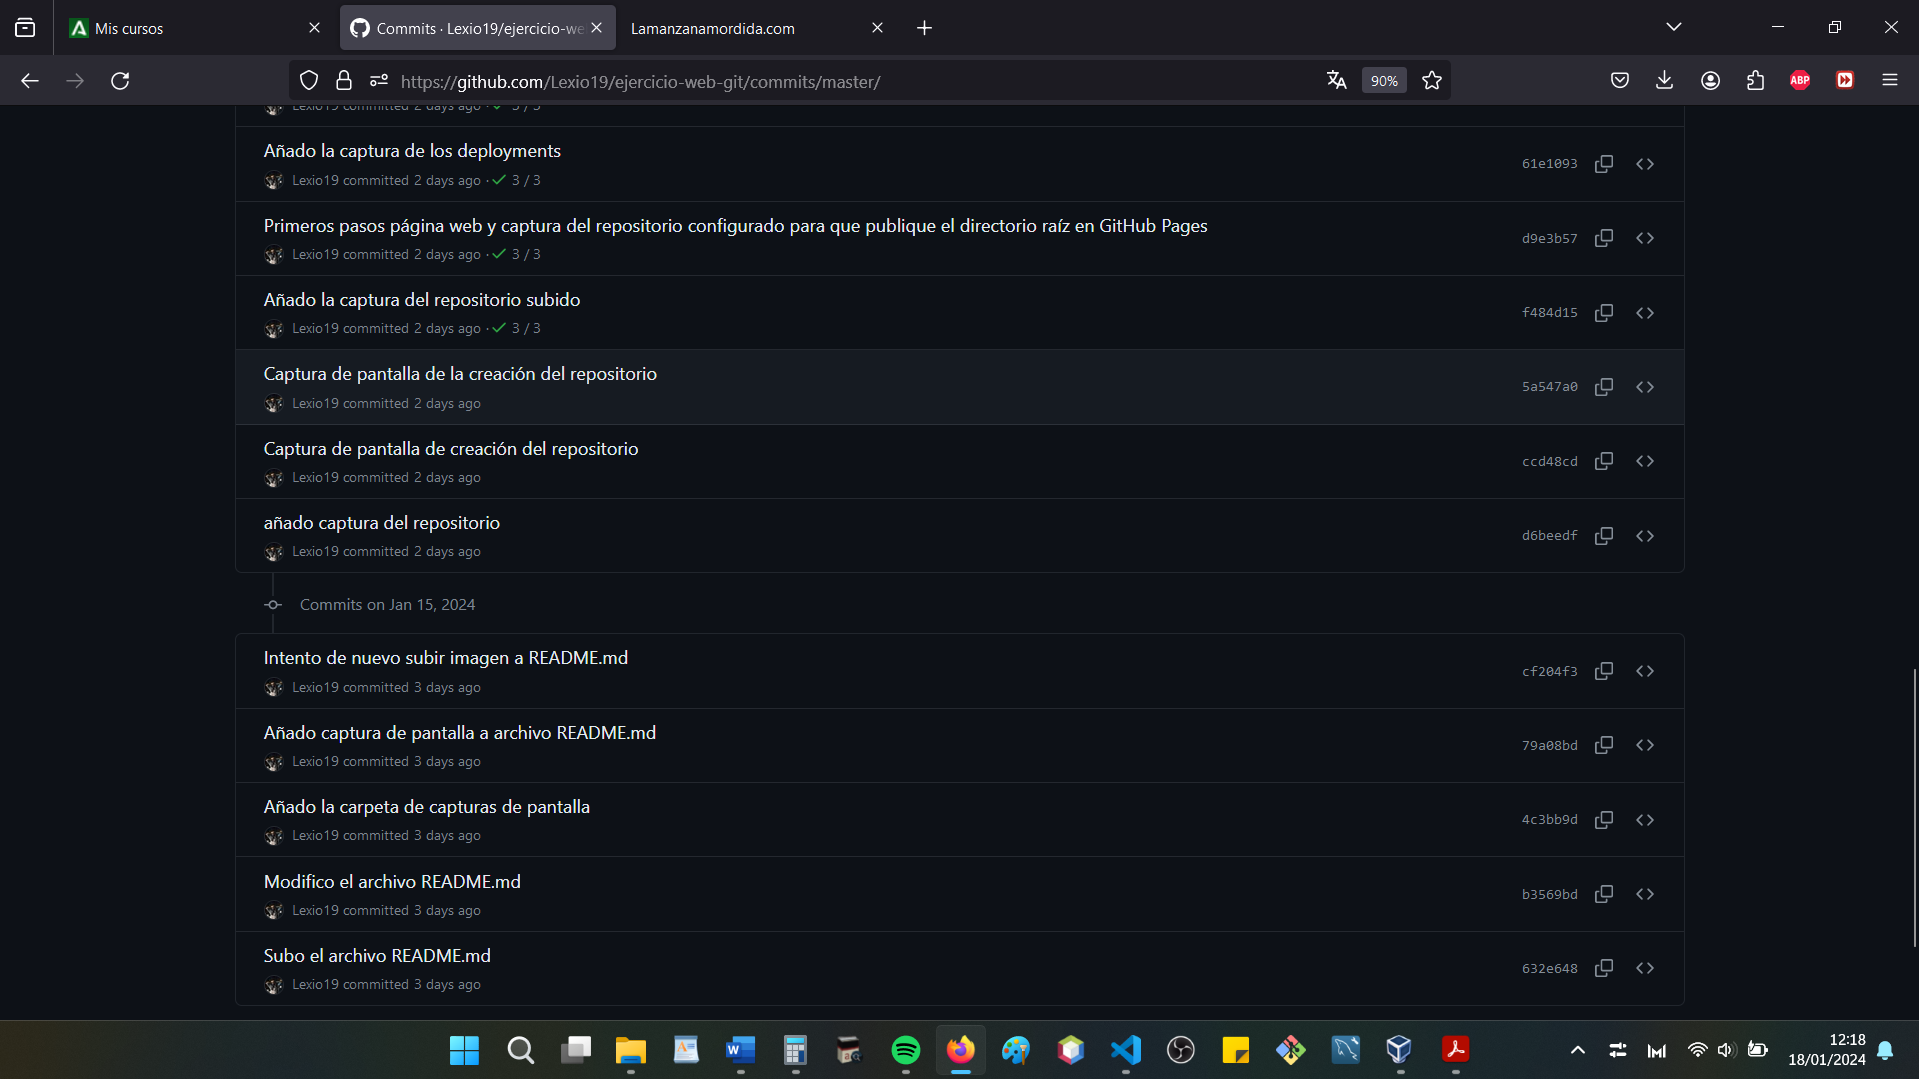 Mis cursos
Commits · Lexio19/ejercicio-we
Lamanzanamordida.com
https://github.com/Lexio19/ejercicio-web-git/commits/master/
90%
ABP
Lexio19 committed 2 days ago · 3 / 3
Añado la captura de los deployments
Lexio19 committed 2 days ago · 3 / 3
61e1093
Primeros pasos página web y captura del repositorio configurado para que publique el directorio raíz en GitHub Pages
Lexio19 committed 2 days ago · 3 / 3
d9e3b57
Añado la captura del repositorio subido
Lexio19 committed 2 days ago · 3 / 3
f484d15
Captura de pantalla de la creación del repositorio
Lexio19 committed 2 days ago
5a547a0
Captura de pantalla de creación del repositorio
Lexio19 committed 2 days ago
ccd48cd
añado captura del repositorio
Lexio19 committed 2 days ago
d6beedf
Commits on Jan 15, 2024
Intento de nuevo subir imagen a README.md
Lexio19 committed 3 days ago
cf204f3
Añado captura de pantalla a archivo README.md
Lexio19 committed 3 days ago
79a08bd
Añado la carpeta de capturas de pantalla
Lexio19 committed 3 days ago
4c3bb9d
Modifico el archivo README.md
Lexio19 committed 3 days ago
b3569bd
Subo el archivo README.md
Lexio19 committed 3 days ago
632e648
12:18
18/01/2024